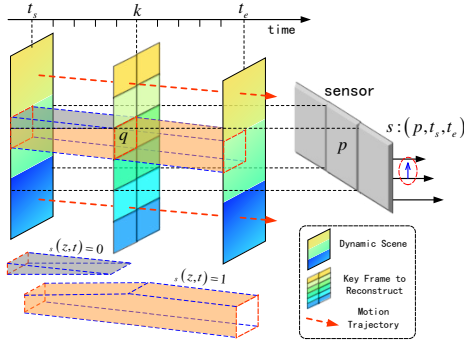 t_s
k
t_e
time
sensor
q
p
s:(p,t_s,t_e)
s(z,t)=0
s(z,t)=1
Dynamic Scene
Key Frame to
Reconstruct
Motion
Trajectory